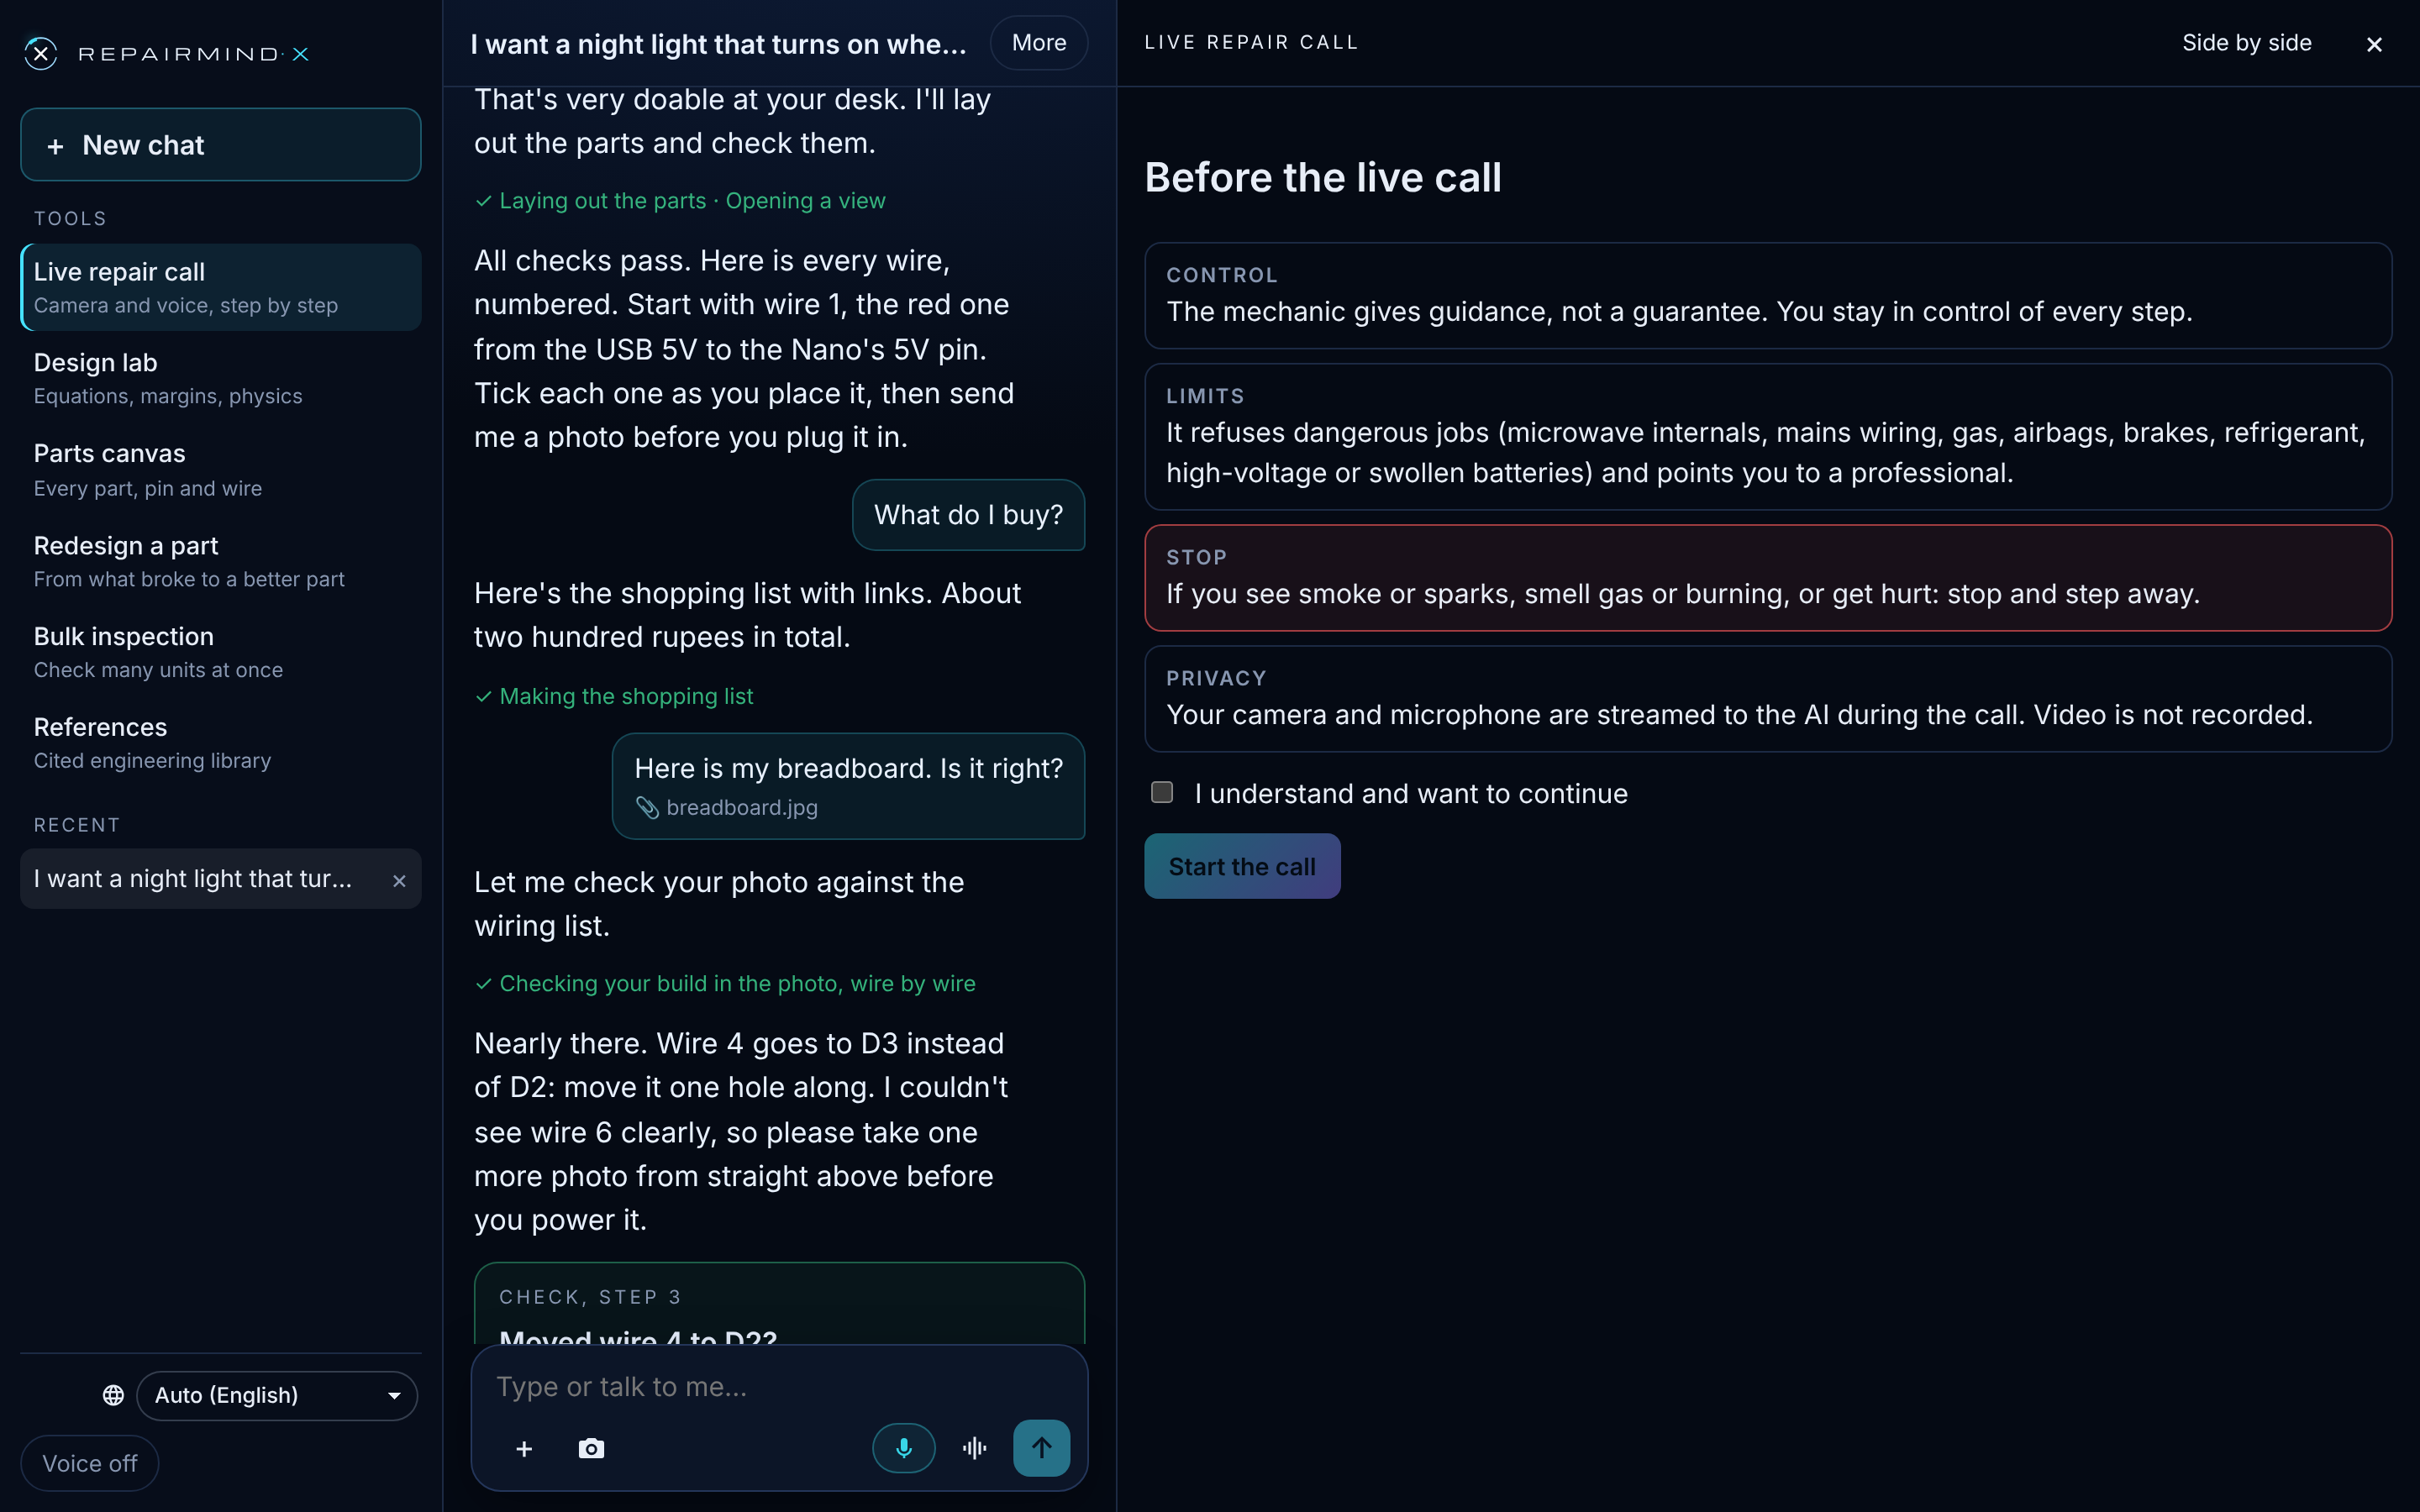 REPAIRMIND·X
+ New chat
TOOLS
Live repair call
Camera and voice, step by step
Design lab
Equations, margins, physics
Parts canvas
Every part, pin and wire
Redesign a part
From what broke to a better part
Bulk inspection
Check many units at once
References
Cited engineering library
RECENT
I want a night light that tur... ×
Auto (English)
Voice off
I want a night light that turns on whe...
More
That's very doable at your desk. I'll lay
out the parts and check them.
✓ Laying out the parts · Opening a view
All checks pass. Here is every wire,
numbered. Start with wire 1, the red one
from the USB 5V to the Nano's 5V pin.
Tick each one as you place it, then send
me a photo before you plug it in.
What do I buy?
Here's the shopping list with links. About
two hundred rupees in total.
✓ Making the shopping list
Here is my breadboard. Is it right?
breadboard.jpg
Let me check your photo against the
wiring list.
✓ Checking your build in the photo, wire by wire
Nearly there. Wire 4 goes to D3 instead
of D2: move it one hole along. I couldn't
see wire 6 clearly, so please take one
more photo from straight above before
you power it.
CHECK, STEP 3
Moved wire 4 to D2?
Type or talk to me...
LIVE REPAIR CALL
Side by side
×
Before the live call
CONTROL
The mechanic gives guidance, not a guarantee. You stay in control of every step.
LIMITS
It refuses dangerous jobs (microwave internals, mains wiring, gas, airbags, brakes, refrigerant,
high-voltage or swollen batteries) and points you to a professional.
STOP
If you see smoke or sparks, smell gas or burning, or get hurt: stop and step away.
PRIVACY
Your camera and microphone are streamed to the AI during the call. Video is not recorded.
I understand and want to continue
Start the call